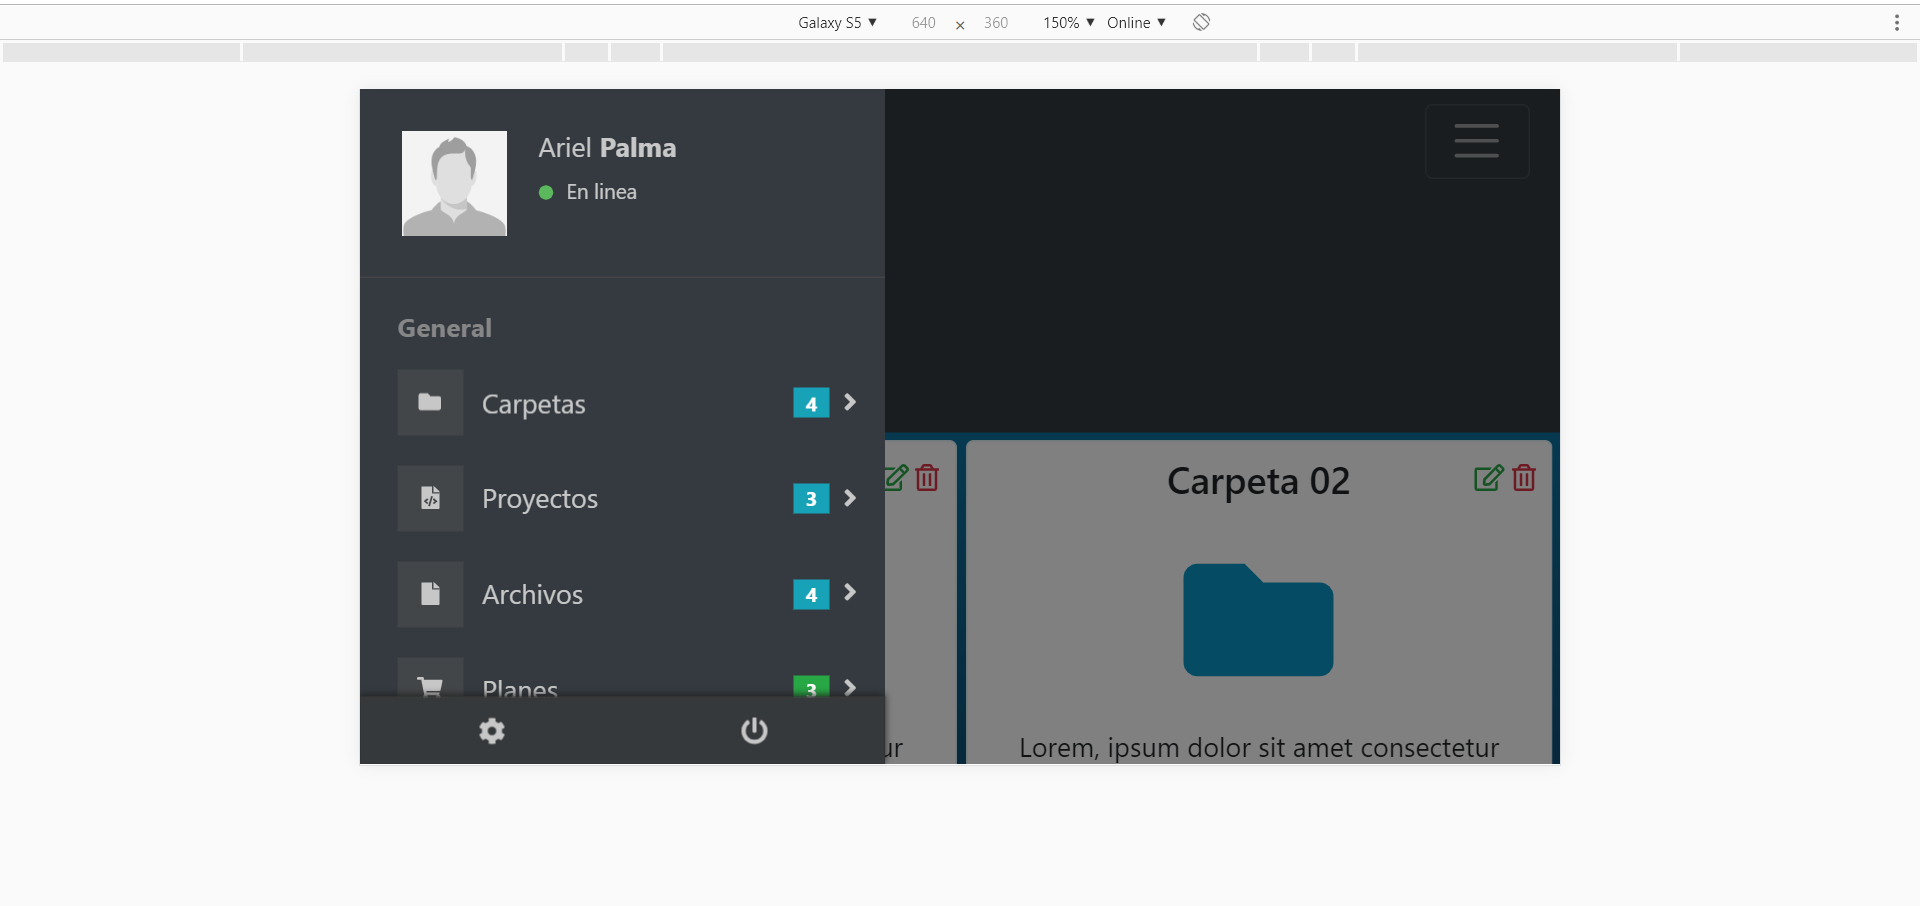 Galaxy S5 ▼ 640 × 360 150% ▼ Online ▼
Ariel Palma
En linea
General
Carpetas 4
Proyectos 3
Archivos 4
Planes 3
Carpeta 02
ur
Lorem, ipsum dolor sit amet consectetur